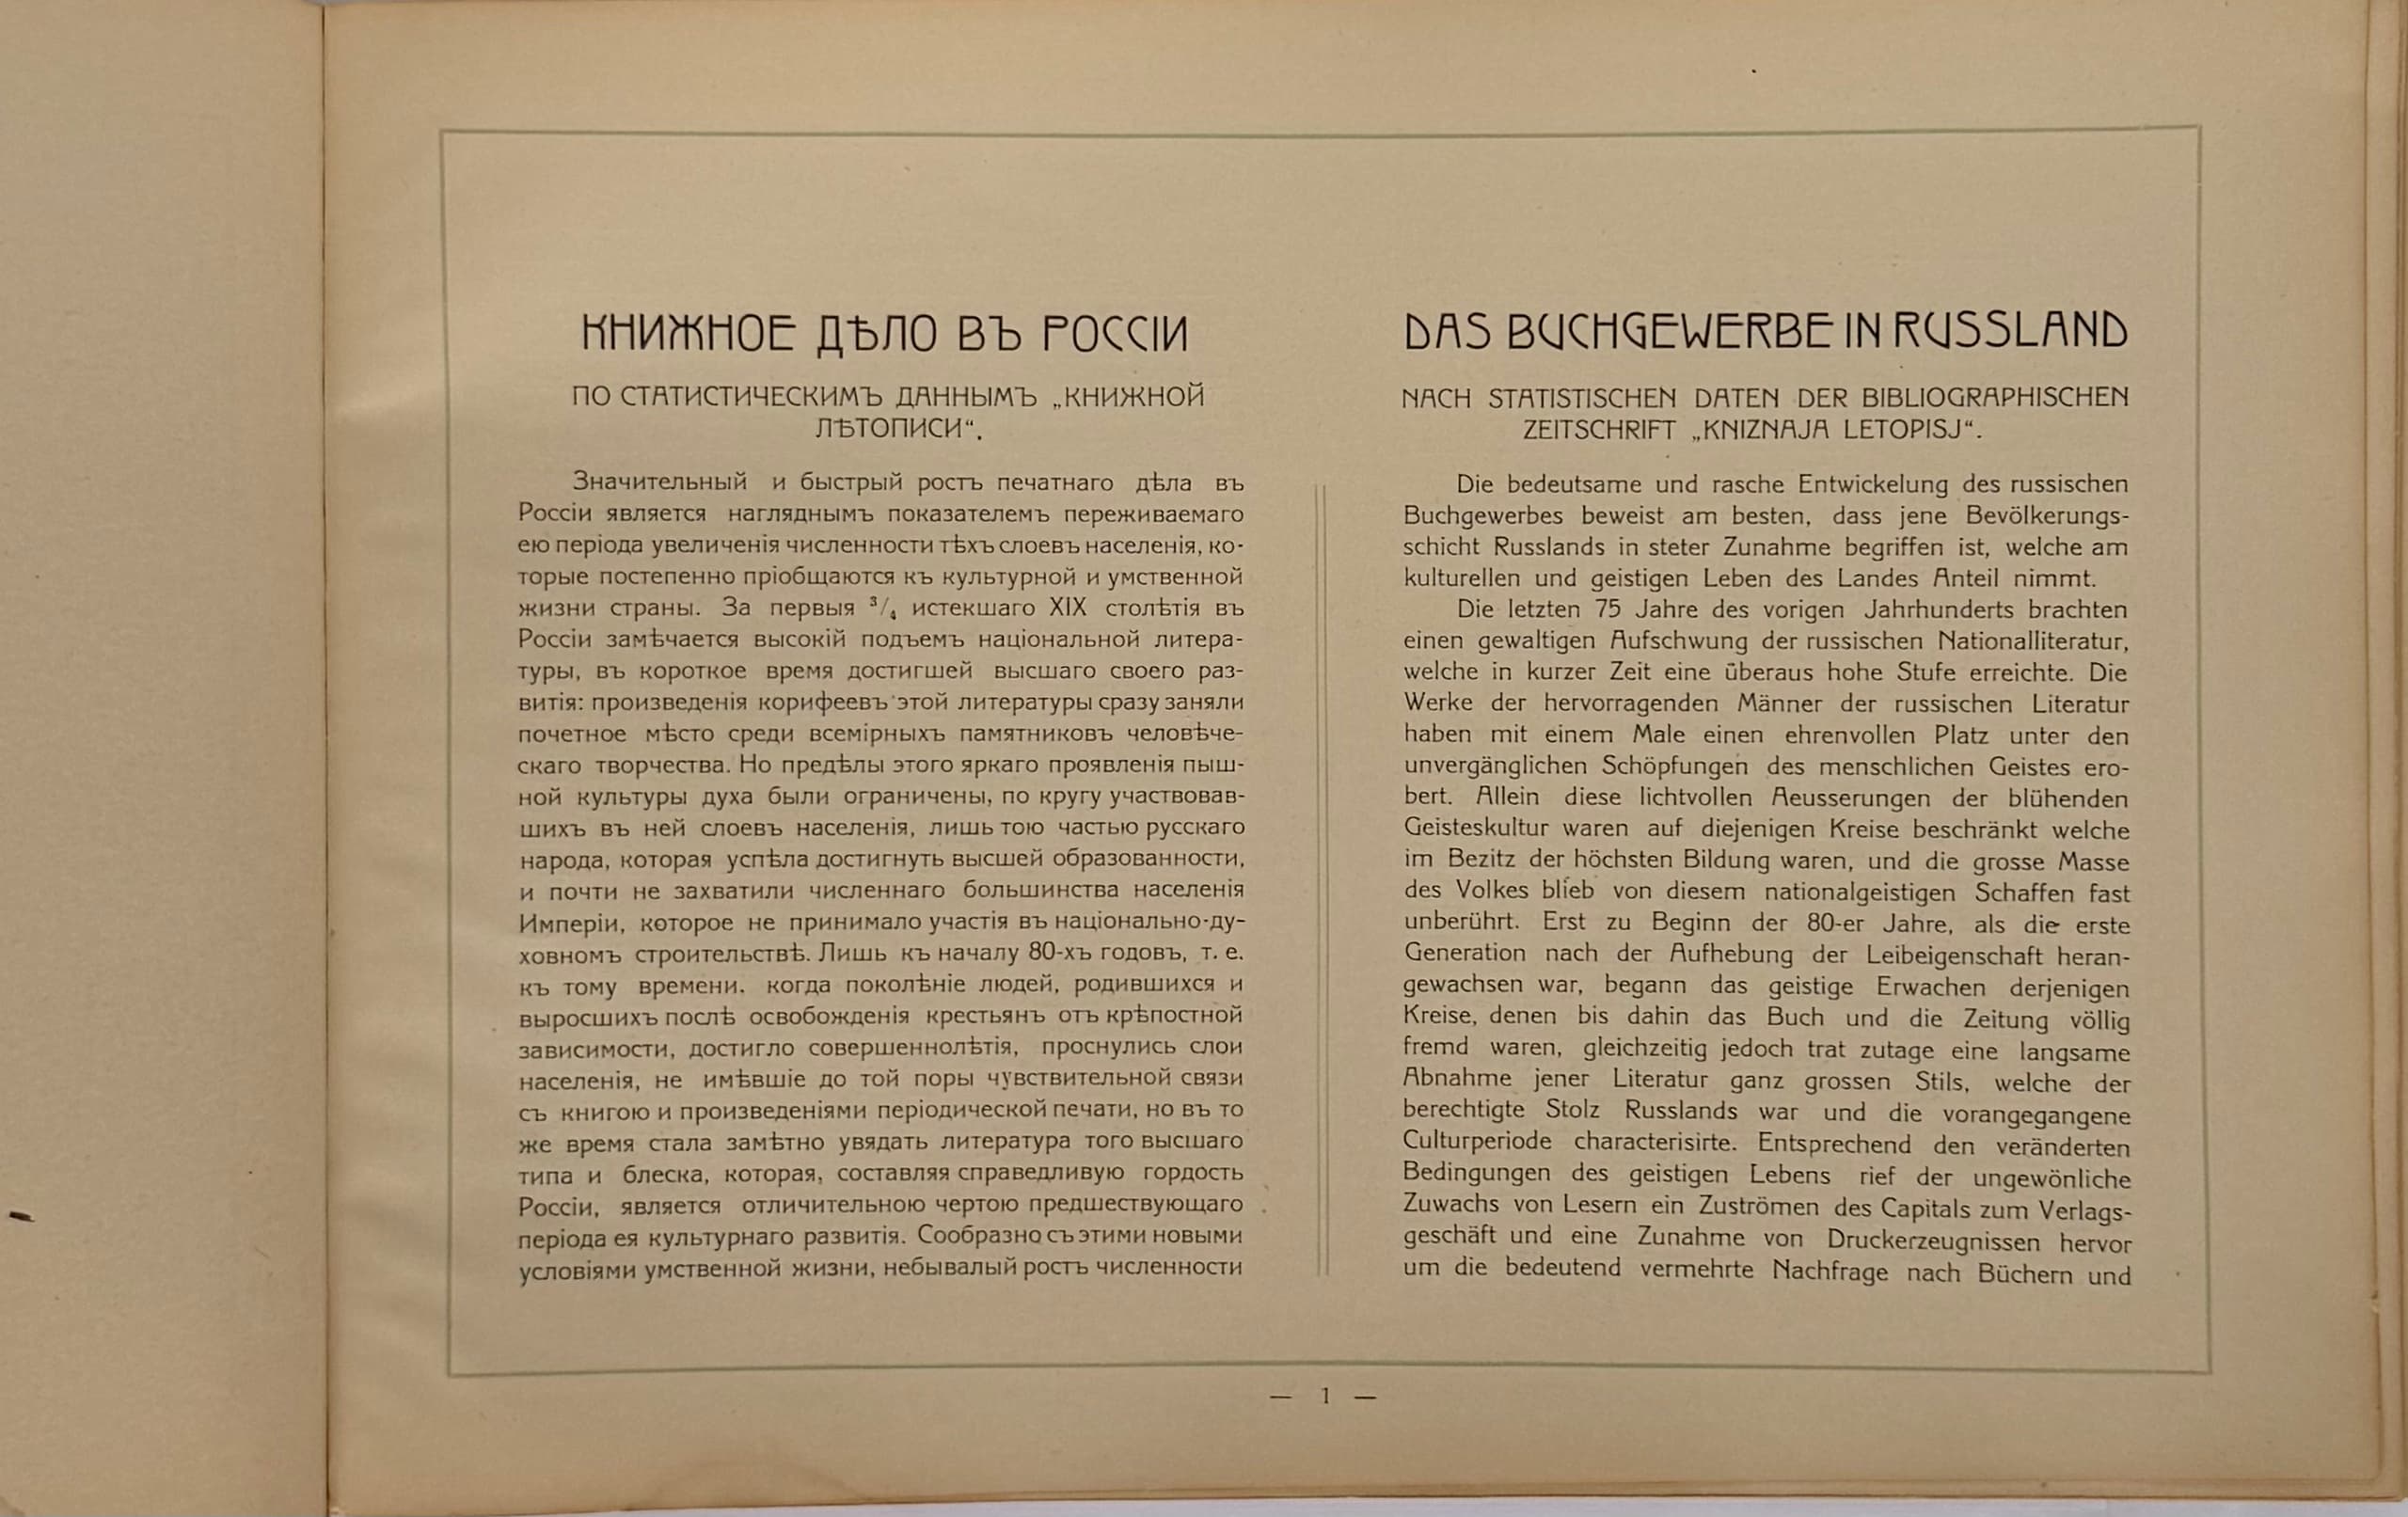 КНИЖНОЕ ДѢЛО ВЪ РОССІИ
ПО СТАТИСТИЧЕСКИМЪ ДАННЫМЪ „КНИЖНОЙ
ЛѢТОПИСИ“.
Значительный и быстрый ростъ печатнаго дѣла въ
Россіи является нагляднымъ показателемъ переживаемаго
ею періода увеличенія численности тѣхъ слоевъ населенія, ко-
торые постепенно пріобщаются къ культурной и умственной
жизни страны. За первыя ³/₄ истекшаго XIX столѣтія въ
Россіи замѣчается высокій подъемъ національной литера-
туры, въ короткое время достигшей высшаго своего раз-
витія: произведенія корифеевъ этой литературы сразу заняли
почетное мѣсто среди всемірныхъ памятниковъ человѣче-
скаго творчества. Но предѣлы этого яркаго проявленія пыш-
ной культуры духа были ограничены, по кругу участвовав-
шихъ въ ней слоевъ населенія, лишь тою частью русскаго
народа, которая успѣла достигнуть высшей образованности,
и почти не захватили численнаго большинства населенія
Имперіи, которое не принимало участія въ національно-ду-
ховномъ строительствѣ. Лишь къ началу 80-хъ годовъ, т. е.
къ тому времени. когда поколѣніе людей, родившихся и
выросшихъ послѣ освобожденія крестьянъ отъ крѣпостной
зависимости, достигло совершеннолѣтія, проснулись слои
населенія, не имѣвшіе до той поры чувствительной связи
съ книгою и произведеніями періодической печати, но въ то
же время стала замѣтно увядать литература того высшаго
типа и блеска, которая, составляя справедливую гордость
Россіи, является отличительною чертою предшествующаго
періода ея культурнаго развитія. Сообразно съ этими новыми
условіями умственной жизни, небывалый ростъ численности
DAS BUCHGEWERBE IN RUSSLAND
NACH STATISTISCHEN DATEN DER BIBLIOGRAPHISCHEN
ZEITSCHRIFT „KNIZNAJA LETOPISJ“.
Die bedeutsame und rasche Entwickelung des russischen
Buchgewerbes beweist am besten, dass jene Bevölkerungs-
schicht Russlands in steter Zunahme begriffen ist, welche am
kulturellen und geistigen Leben des Landes Anteil nimmt.
Die letzten 75 Jahre des vorigen Jahrhunderts brachten
einen gewaltigen Aufschwung der russischen Nationalliteratur,
welche in kurzer Zeit eine überaus hohe Stufe erreichte. Die
Werke der hervorragenden Männer der russischen Literatur
haben mit einem Male einen ehrenvollen Platz unter den
unvergänglichen Schöpfungen des menschlichen Geistes ero-
bert. Allein diese lichtvollen Aeusserungen der blühenden
Geisteskultur waren auf diejenigen Kreise beschränkt welche
im Bezitz der höchsten Bildung waren, und die grosse Masse
des Volkes blieb von diesem nationalgeistigen Schaffen fast
unberührt. Erst zu Beginn der 80-er Jahre, als die erste
Generation nach der Aufhebung der Leibeigenschaft heran-
gewachsen war, begann das geistige Erwachen derjenigen
Kreise, denen bis dahin das Buch und die Zeitung völlig
fremd waren, gleichzeitig jedoch trat zutage eine langsame
Abnahme jener Literatur ganz grossen Stils, welche der
berechtigte Stolz Russlands war und die vorangegangene
Culturperiode characterisirte. Entsprechend den veränderten
Bedingungen des geistigen Lebens rief der ungewönliche
Zuwachs von Lesern ein Zuströmen des Capitals zum Verlags-
geschäft und eine Zunahme von Druckerzeugnissen hervor
um die bedeutend vermehrte Nachfrage nach Büchern und
— 1 —